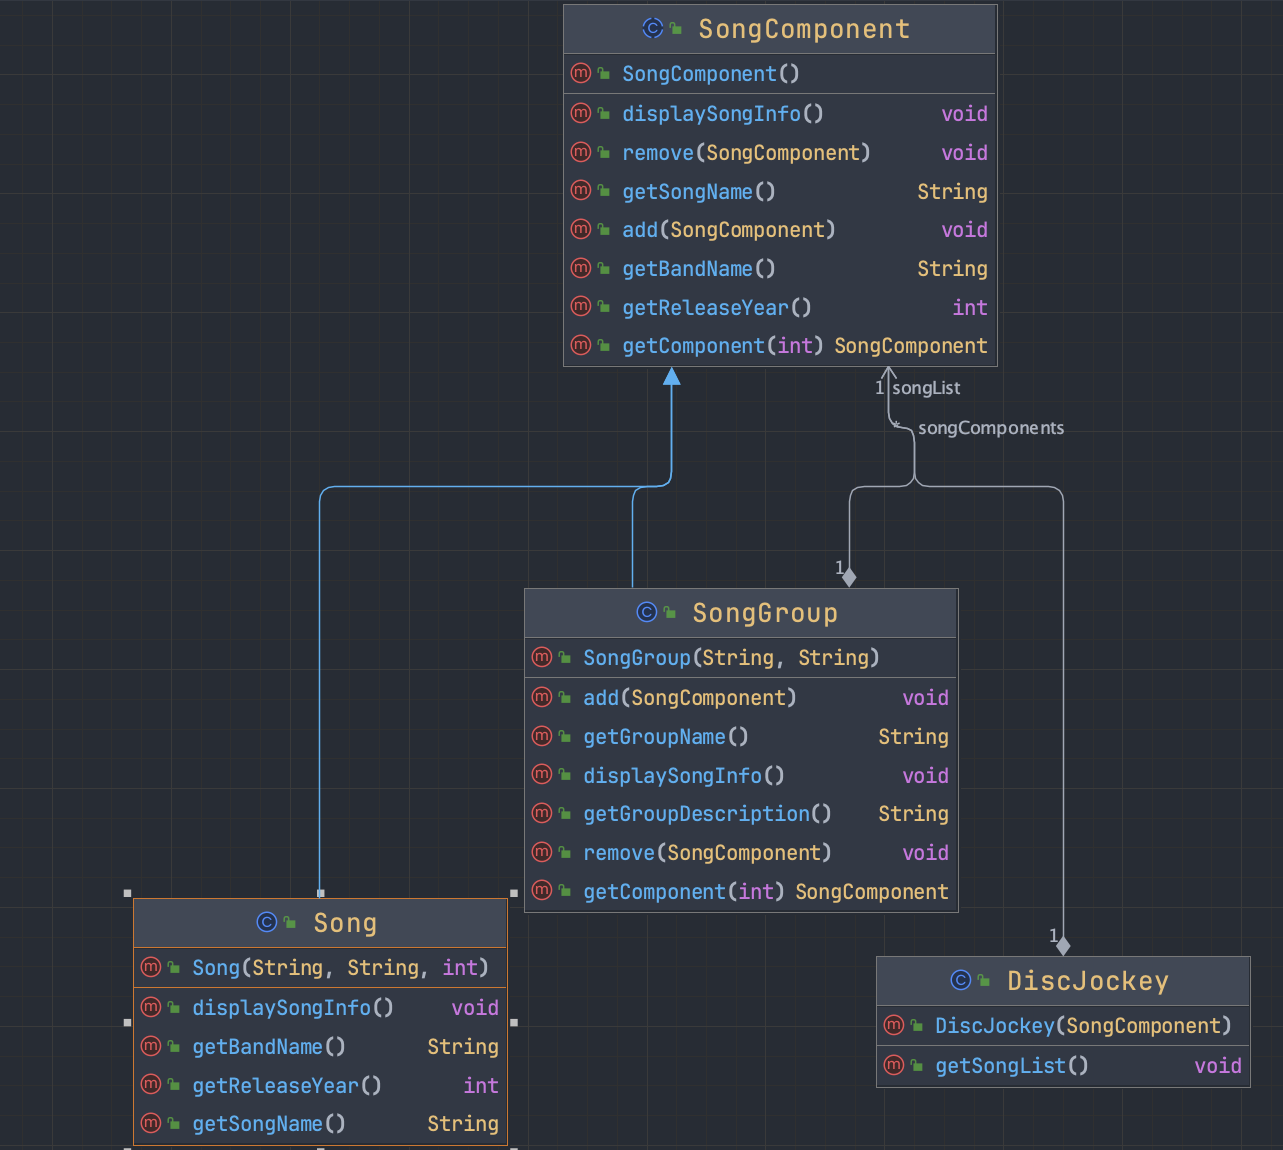 SongComponent
SongComponent()
displaySongInfo() void
remove(SongComponent) void
getSongName() String
add(SongComponent) void
getBandName() String
getReleaseYear() int
getComponent(int) SongComponent
1 songList
* songComponents
1
SongGroup
SongGroup(String, String)
add(SongComponent) void
getGroupName() String
displaySongInfo() void
getGroupDescription() String
remove(SongComponent) void
getComponent(int) SongComponent
Song
Song(String, String, int)
displaySongInfo() void
getBandName() String
getReleaseYear() int
getSongName() String
1
DiscJockey
DiscJockey(SongComponent)
getSongList() void